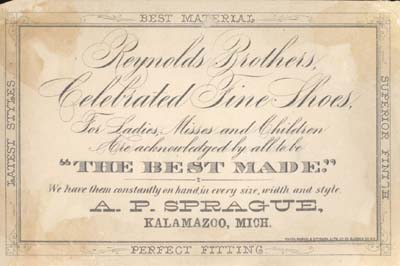 BEST MATERIAL
LATEST STYLES
SUPERIOR FINISH
Reynolds Brothers,
Celebrated Fine Shoes,
For Ladies, Misses and Children
Are acknowledged by all to be
"THE BEST MADE."
We have them constantly on hand, in every size, width and style.
A. P. SPRAGUE,
KALAMAZOO, MICH.
PERFECT FITTING